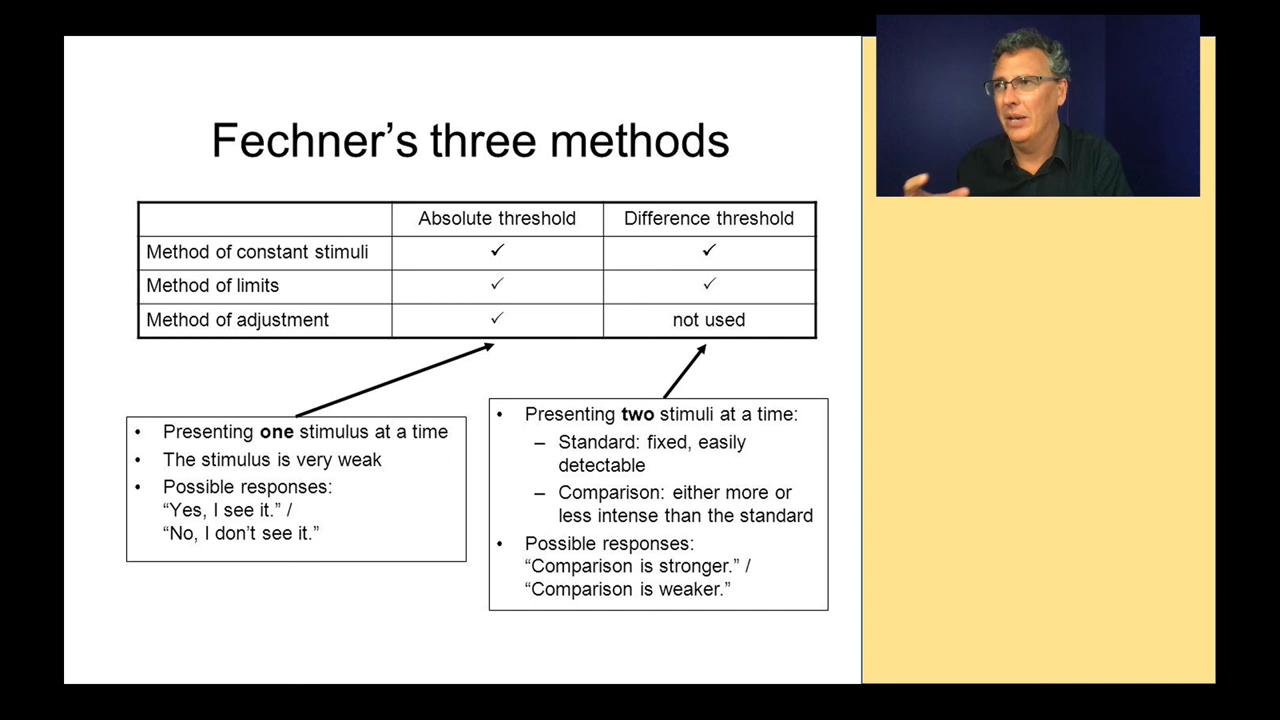 Fechner’s three methods
Absolute threshold Difference threshold
Method of constant stimuli ✓ ✓
Method of limits ✓ ✓
Method of adjustment ✓ not used
• Presenting one stimulus at a time
• The stimulus is very weak
• Possible responses:
“Yes, I see it.” /
“No, I don’t see it.”
• Presenting two stimuli at a time:
– Standard: fixed, easily
detectable
– Comparison: either more or
less intense than the standard
• Possible responses:
“Comparison is stronger.” /
“Comparison is weaker.”